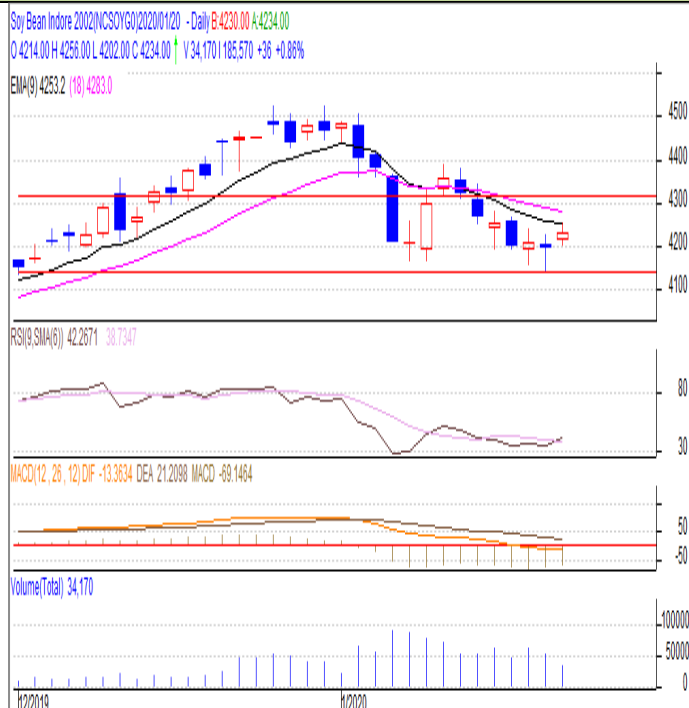 Soy Bean Indore 2002(NCSOYG0)2020/01/20 - Daily B:4230.00 A:4234.00
O 4214.00 H 4256.00 L 4202.00 C 4234.00 ↑ V 34,170 I 185,570 +36 +0.86%
EMA(9) 4253.2 (18) 4283.0
4500
4400
4300
4200
4100
RSI(9,SMA(6)) 42.2671 38.7347
80
30
MACD(12 , 26 , 12) DIF -13.3634 DEA 21.2098 MACD -69.1464
50
-50
Volume(Total) 34,170
100000
50000
0
12/2019 1/2020